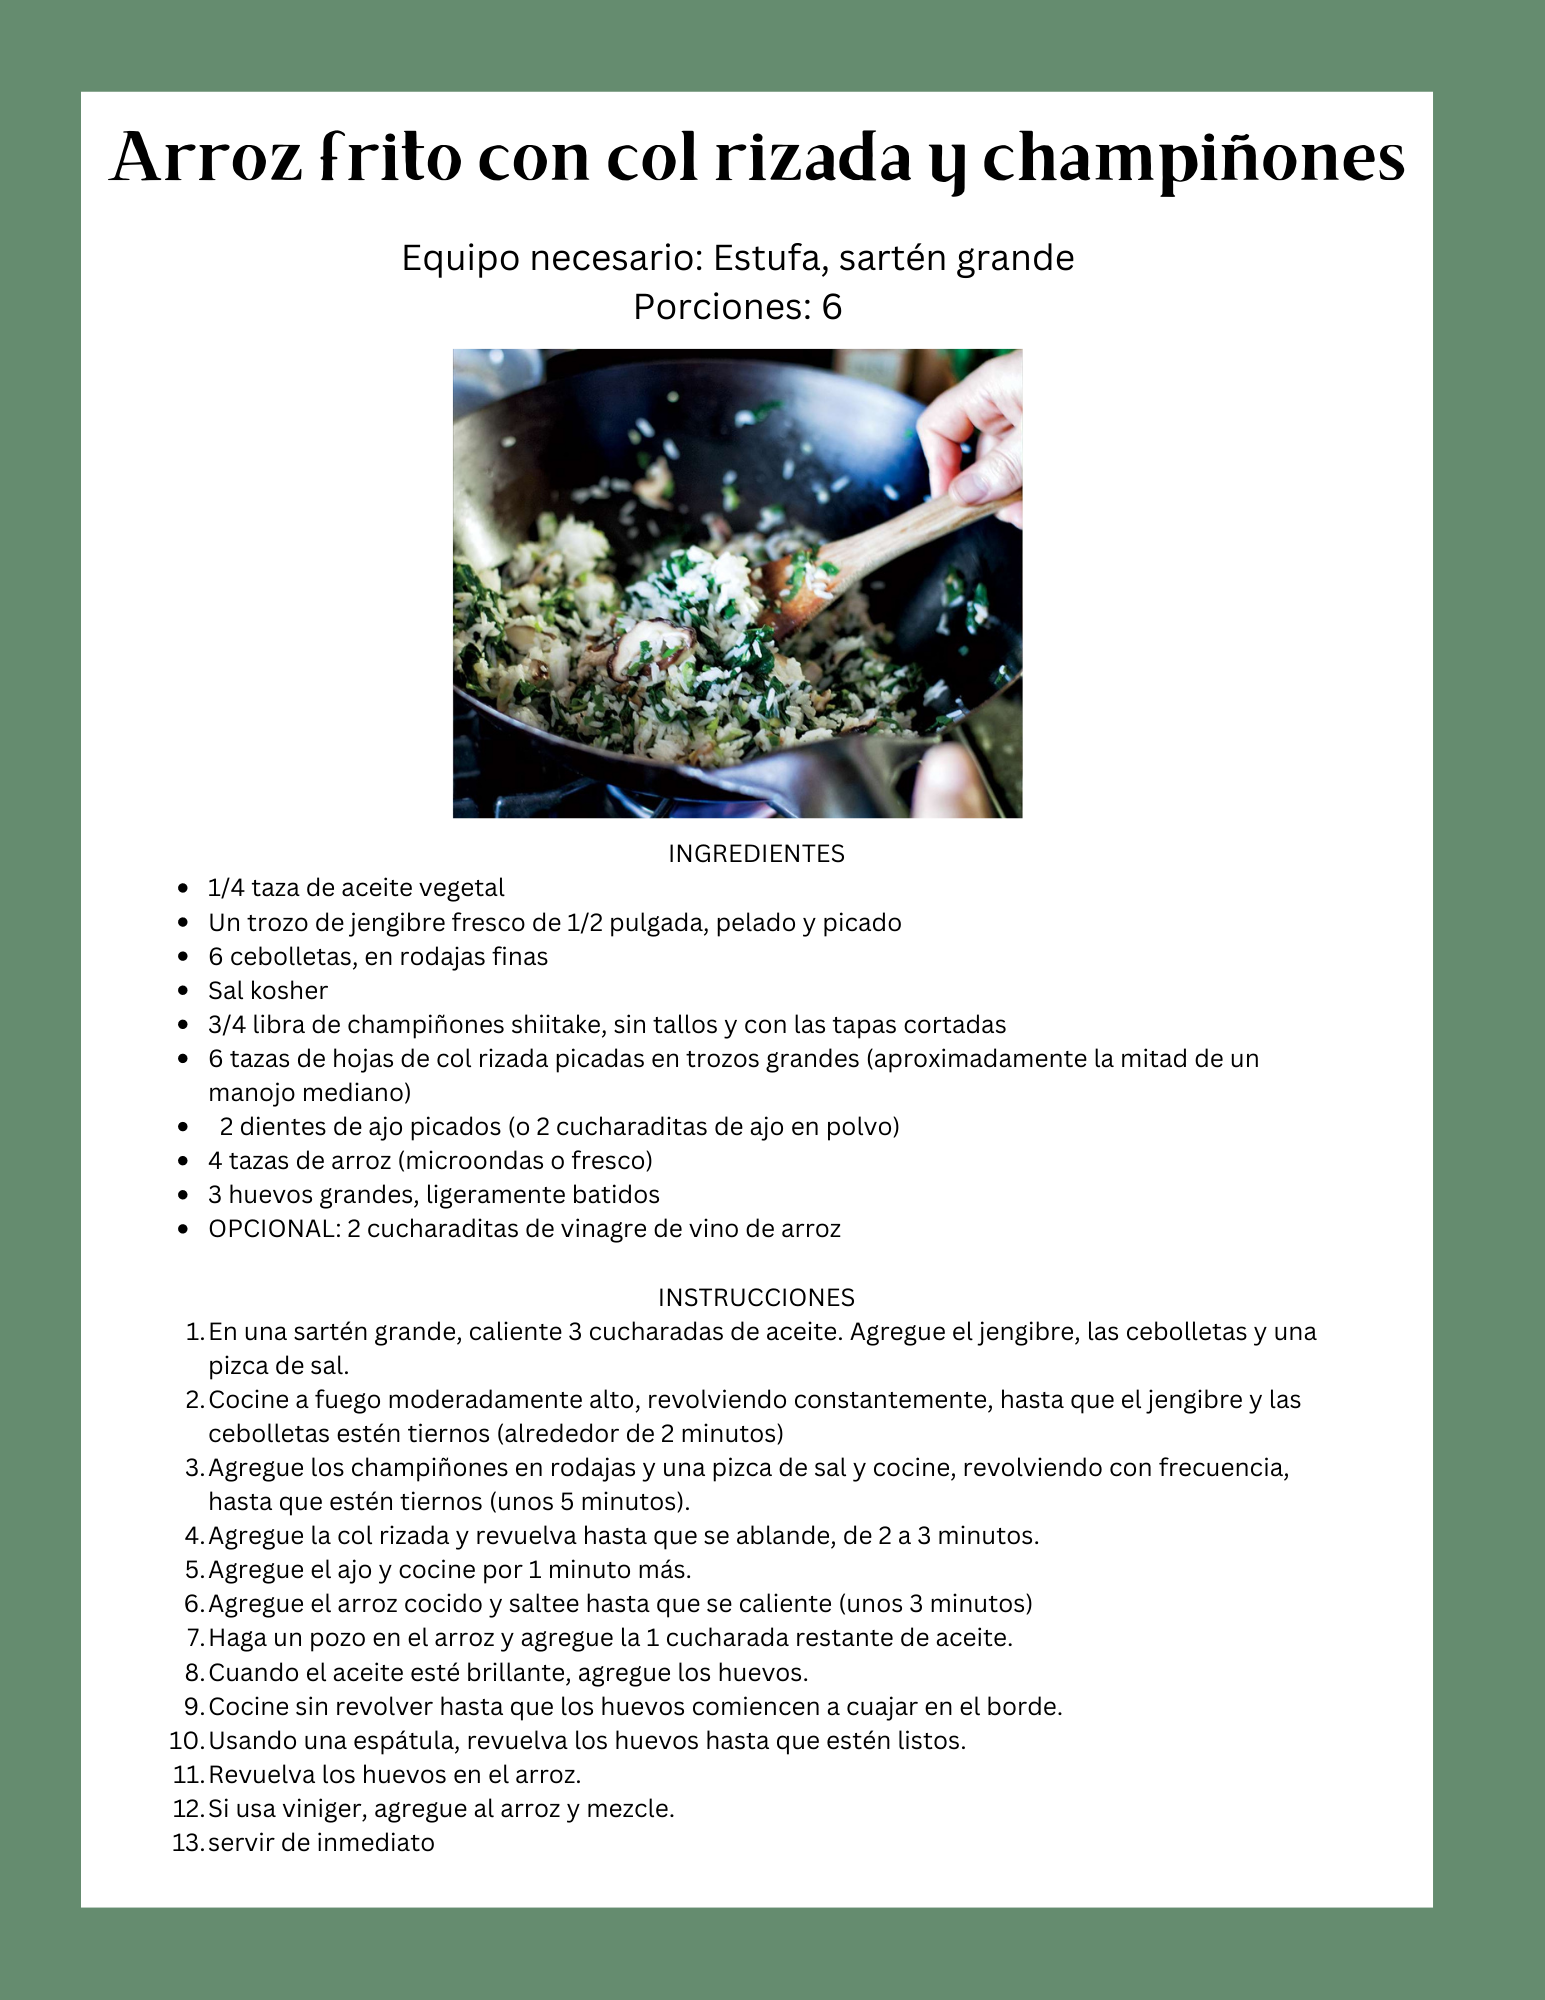 Arroz frito con col rizada y champiñones
Equipo necesario: Estufa, sartén grande
Porciones: 6
INGREDIENTES
• 1/4 taza de aceite vegetal
• Un trozo de jengibre fresco de 1/2 pulgada, pelado y picado
• 6 cebolletas, en rodajas finas
• Sal kosher
• 3/4 libra de champiñones shiitake, sin tallos y con las tapas cortadas
• 6 tazas de hojas de col rizada picadas en trozos grandes (aproximadamente la mitad de un
manojo mediano)
• 2 dientes de ajo picados (o 2 cucharaditas de ajo en polvo)
• 4 tazas de arroz (microondas o fresco)
• 3 huevos grandes, ligeramente batidos
• OPCIONAL: 2 cucharaditas de vinagre de vino de arroz
INSTRUCCIONES
1. En una sartén grande, caliente 3 cucharadas de aceite. Agregue el jengibre, las cebolletas y una
pizca de sal.
2. Cocine a fuego moderadamente alto, revolviendo constantemente, hasta que el jengibre y las
cebolletas estén tiernos (alrededor de 2 minutos)
3. Agregue los champiñones en rodajas y una pizca de sal y cocine, revolviendo con frecuencia,
hasta que estén tiernos (unos 5 minutos).
4. Agregue la col rizada y revuelva hasta que se ablande, de 2 a 3 minutos.
5. Agregue el ajo y cocine por 1 minuto más.
6. Agregue el arroz cocido y saltee hasta que se caliente (unos 3 minutos)
7. Haga un pozo en el arroz y agregue la 1 cucharada restante de aceite.
8. Cuando el aceite esté brillante, agregue los huevos.
9. Cocine sin revolver hasta que los huevos comiencen a cuajar en el borde.
10. Usando una espátula, revuelva los huevos hasta que estén listos.
11. Revuelva los huevos en el arroz.
12. Si usa viniger, agregue al arroz y mezcle.
13. servir de inmediato